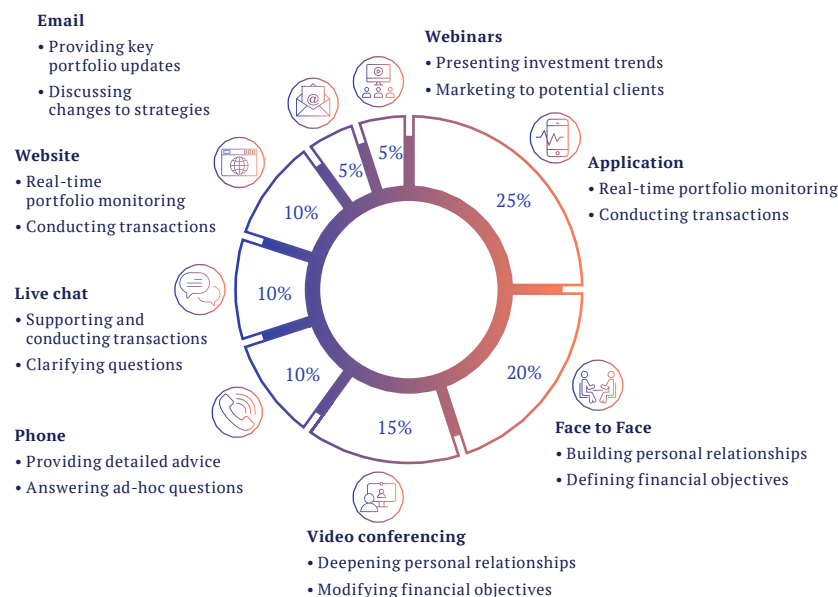 Email
• Providing key
portfolio updates
• Discussing
changes to strategies
Webinars
• Presenting investment trends
• Marketing to potential clients
Website
• Real-time
portfolio monitoring
• Conducting transactions
Application
• Real-time portfolio monitoring
• Conducting transactions
@
5%
5%
25%
10%
Live chat
• Supporting and
conducting transactions
• Clarifying questions
10%
10%
20%
15%
Phone
• Providing detailed advice
• Answering ad-hoc questions
Face to Face
• Building personal relationships
• Defining financial objectives
Video conferencing
• Deepening personal relationships
• Modifying financial objectives